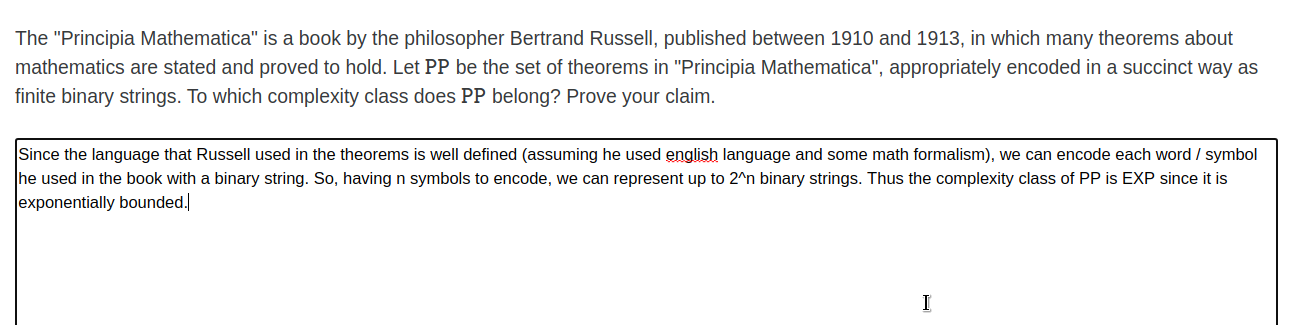 The "Principia Mathematica" is a book by the philosopher Bertrand Russell, published between 1910 and 1913, in which many theorems about
mathematics are stated and proved to hold. Let PP be the set of theorems in "Principia Mathematica", appropriately encoded in a succinct way as
finite binary strings. To which complexity class does PP belong? Prove your claim.
Since the language that Russell used in the theorems is well defined (assuming he used english language and some math formalism), we can encode each word / symbol
he used in the book with a binary string. So, having n symbols to encode, we can represent up to 2^n binary strings. Thus the complexity class of PP is EXP since it is
exponentially bounded.